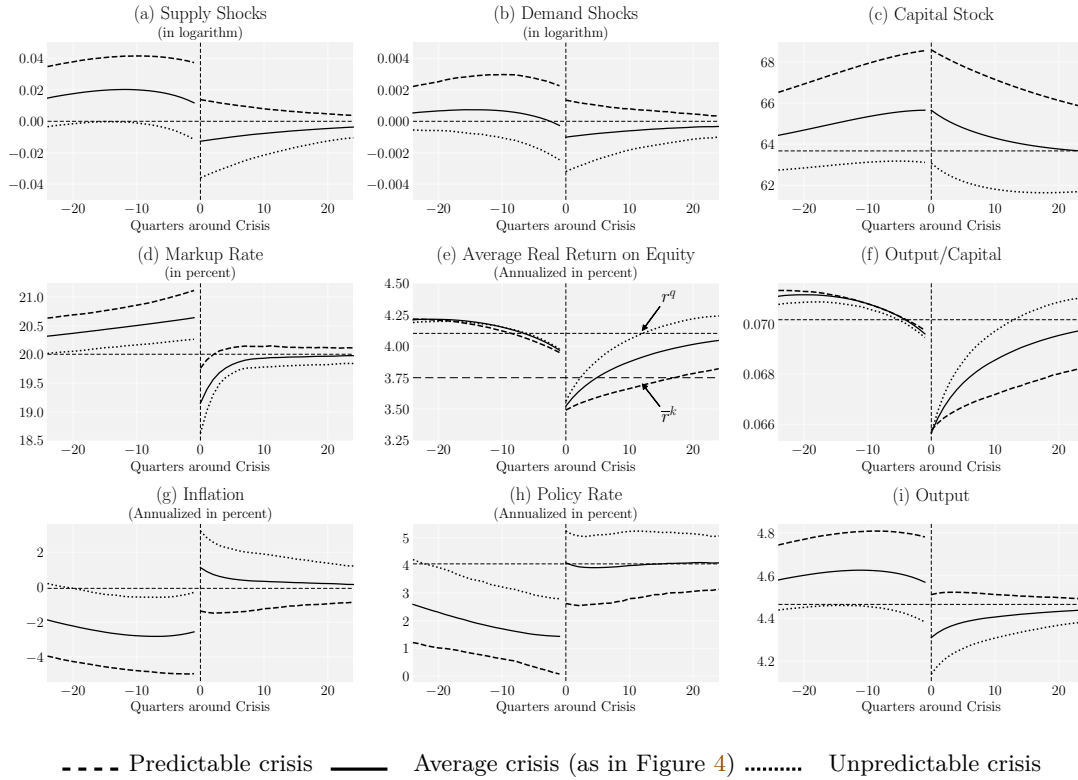 (a) Supply Shocks
(in logarithm)
0.04
0.02
0.00
−0.02
−0.04
−20 −10 0 10 20
Quarters around Crisis
(b) Demand Shocks
(in logarithm)
0.004
0.002
0.000
−0.002
−0.004
−20 −10 0 10 20
Quarters around Crisis
(c) Capital Stock
68
66
64
62
−20 −10 0 10 20
Quarters around Crisis
(d) Markup Rate
(in percent)
21.0
20.5
20.0
19.5
19.0
18.5
−20 −10 0 10 20
Quarters around Crisis
(e) Average Real Return on Equity
(Annualized in percent)
4.50
4.25
4.00
3.75
3.50
3.25
r^q
r̅^k
−20 −10 0 10 20
Quarters around Crisis
(f) Output/Capital
0.070
0.068
0.066
−20 −10 0 10 20
Quarters around Crisis
(g) Inflation
(Annualized in percent)
2
0
−2
−4
−20 −10 0 10 20
Quarters around Crisis
(h) Policy Rate
(Annualized in percent)
5
4
3
2
1
0
−20 −10 0 10 20
Quarters around Crisis
(i) Output
4.8
4.6
4.4
4.2
−20 −10 0 10 20
Quarters around Crisis
Predictable crisis Average crisis (as in Figure 4) Unpredictable crisis